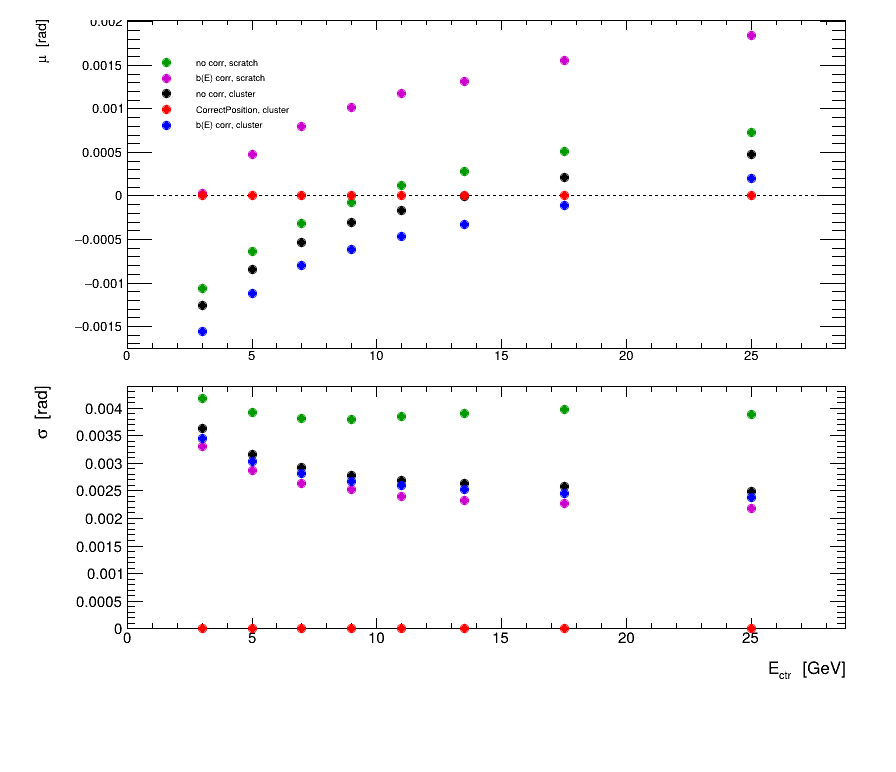 0.002
μ [rad]
0.0015
0.001
0.0005
0
−0.0005
−0.001
−0.0015
no corr, scratch
b(E) corr, scratch
no corr, cluster
CorrectPosition, cluster
b(E) corr, cluster
0 5 10 15 20 25
σ [rad]
0.004
0.0035
0.003
0.0025
0.002
0.0015
0.001
0.0005
0
0 5 10 15 20 25
E_ctr [GeV]